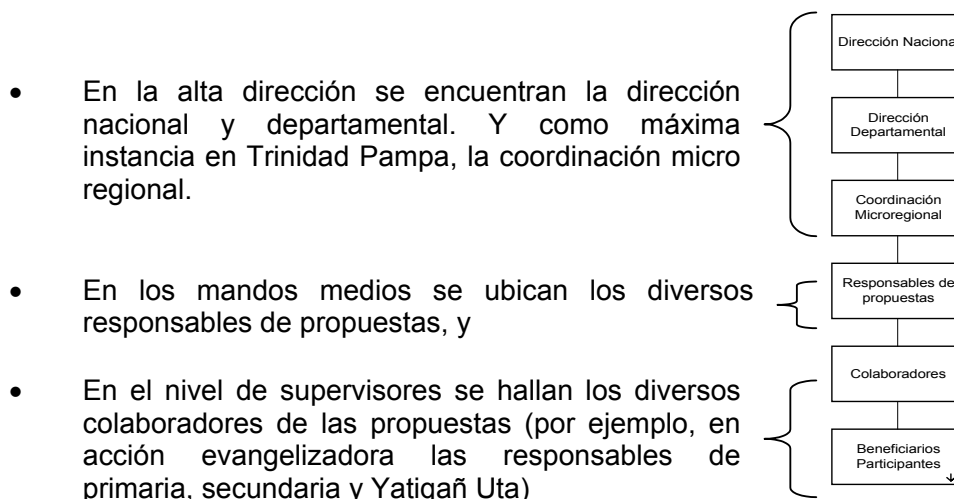 • En la alta dirección se encuentran la dirección
nacional y departamental. Y como máxima
instancia en Trinidad Pampa, la coordinación micro
regional.
• En los mandos medios se ubican los diversos
responsables de propuestas, y
• En el nivel de supervisores se hallan los diversos
colaboradores de las propuestas (por ejemplo, en
acción evangelizadora las responsables de
primaria, secundaria y Yatiqañ Uta)
Dirección Naciona
Dirección
Departamental
Coordinación
Microregional
Responsables de
propuestas
Colaboradores
Beneficiarios
Participantes